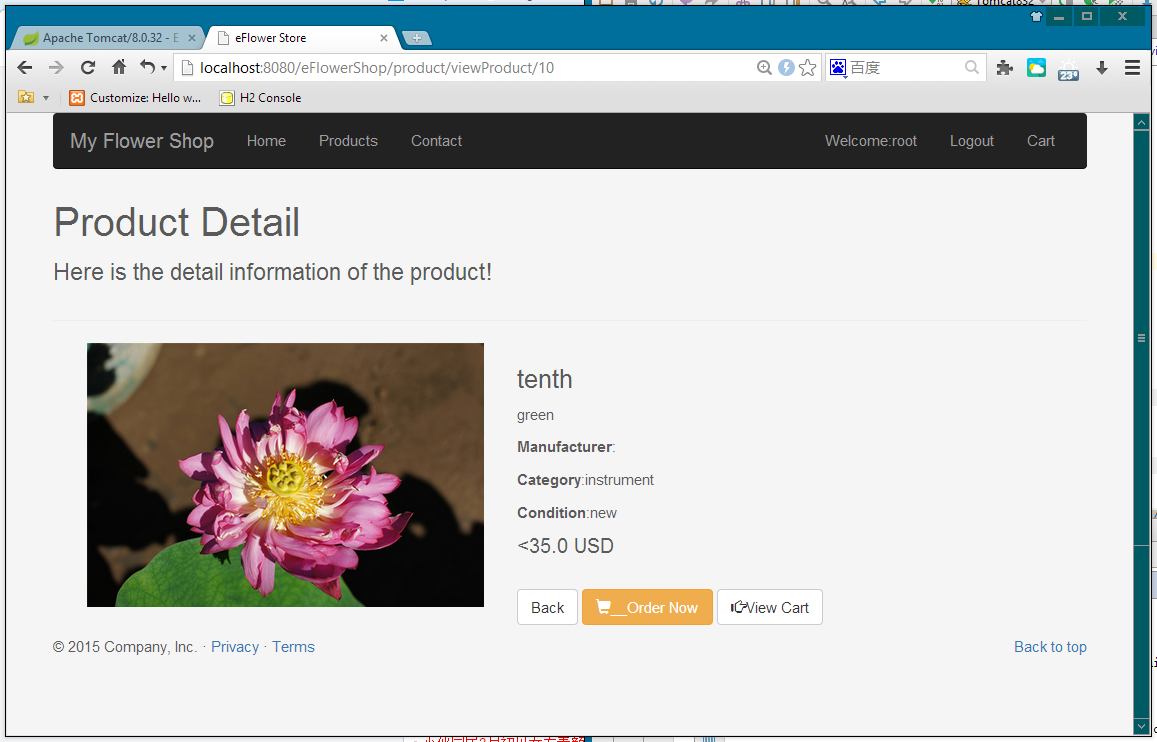 Tomcat832
Apache Tomcat/8.0.32 - E
eFlower Store
localhost:8080/eFlowerShop/product/viewProduct/10
百度
23°
Customize: Hello w...
H2 Console
My Flower Shop Home Products Contact Welcome:root Logout Cart
Product Detail
Here is the detail information of the product!
tenth
green
Manufacturer:
Category:instrument
Condition:new
<35.0 USD
Back __Order Now View Cart
© 2015 Company, Inc. · Privacy · Terms Back to top